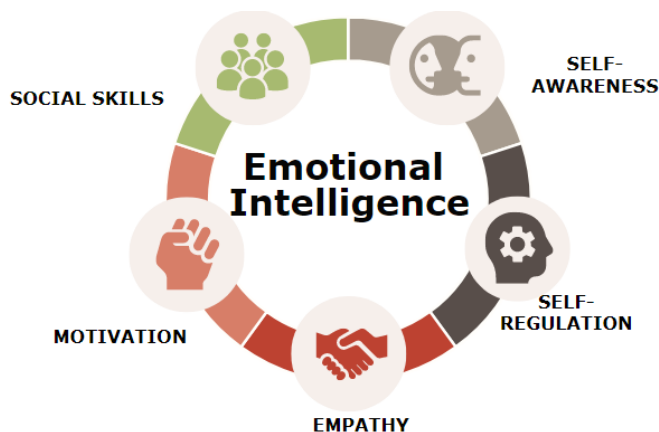 Emotional
Intelligence
SELF-
AWARENESS
SELF-
REGULATION
EMPATHY
MOTIVATION
SOCIAL SKILLS